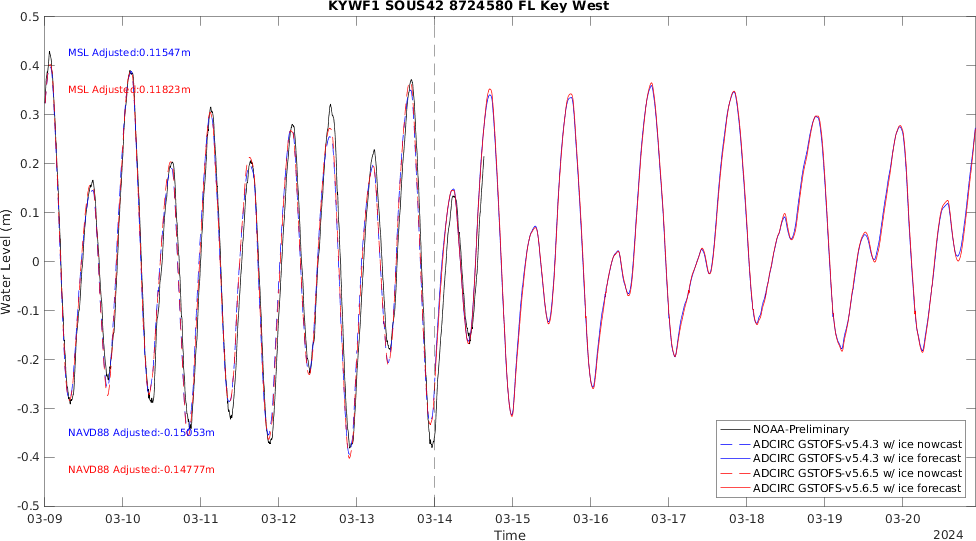 KYWF1 SOUS42 8724580 FL Key West
0.5
0.4
0.3
0.2
0.1
0
-0.1
-0.2
-0.3
-0.4
-0.5
Water Level (m)
MSL Adjusted:0.11547m
MSL Adjusted:0.11823m
NAVD88 Adjusted:-0.15053m
NAVD88 Adjusted:-0.14777m
NOAA-Preliminary
ADCIRC GSTOFS-v5.4.3 w/ ice nowcast
ADCIRC GSTOFS-v5.4.3 w/ ice forecast
ADCIRC GSTOFS-v5.6.5 w/ ice nowcast
ADCIRC GSTOFS-v5.6.5 w/ ice forecast
03-09 03-10 03-11 03-12 03-13 03-14 03-15 03-16 03-17 03-18 03-19 03-20
Time
2024